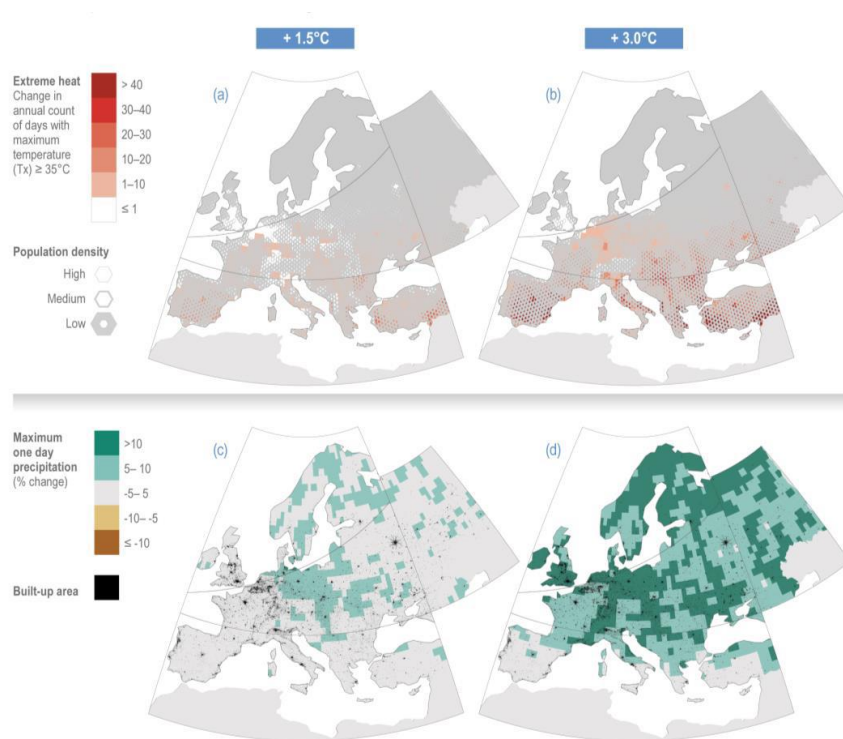 + 1.5°C
+ 3.0°C
Extreme heat
Change in
annual count
of days with
maximum
temperature
(Tx) ≥ 35°C
> 40
30–40
20–30
10–20
1–10
≤ 1
(a)
(b)
Population density
High
Medium
Low
Maximum
one day
precipitation
(% change)
>10
5– 10
-5– 5
-10– -5
≤ -10
Built-up area
(c)
(d)